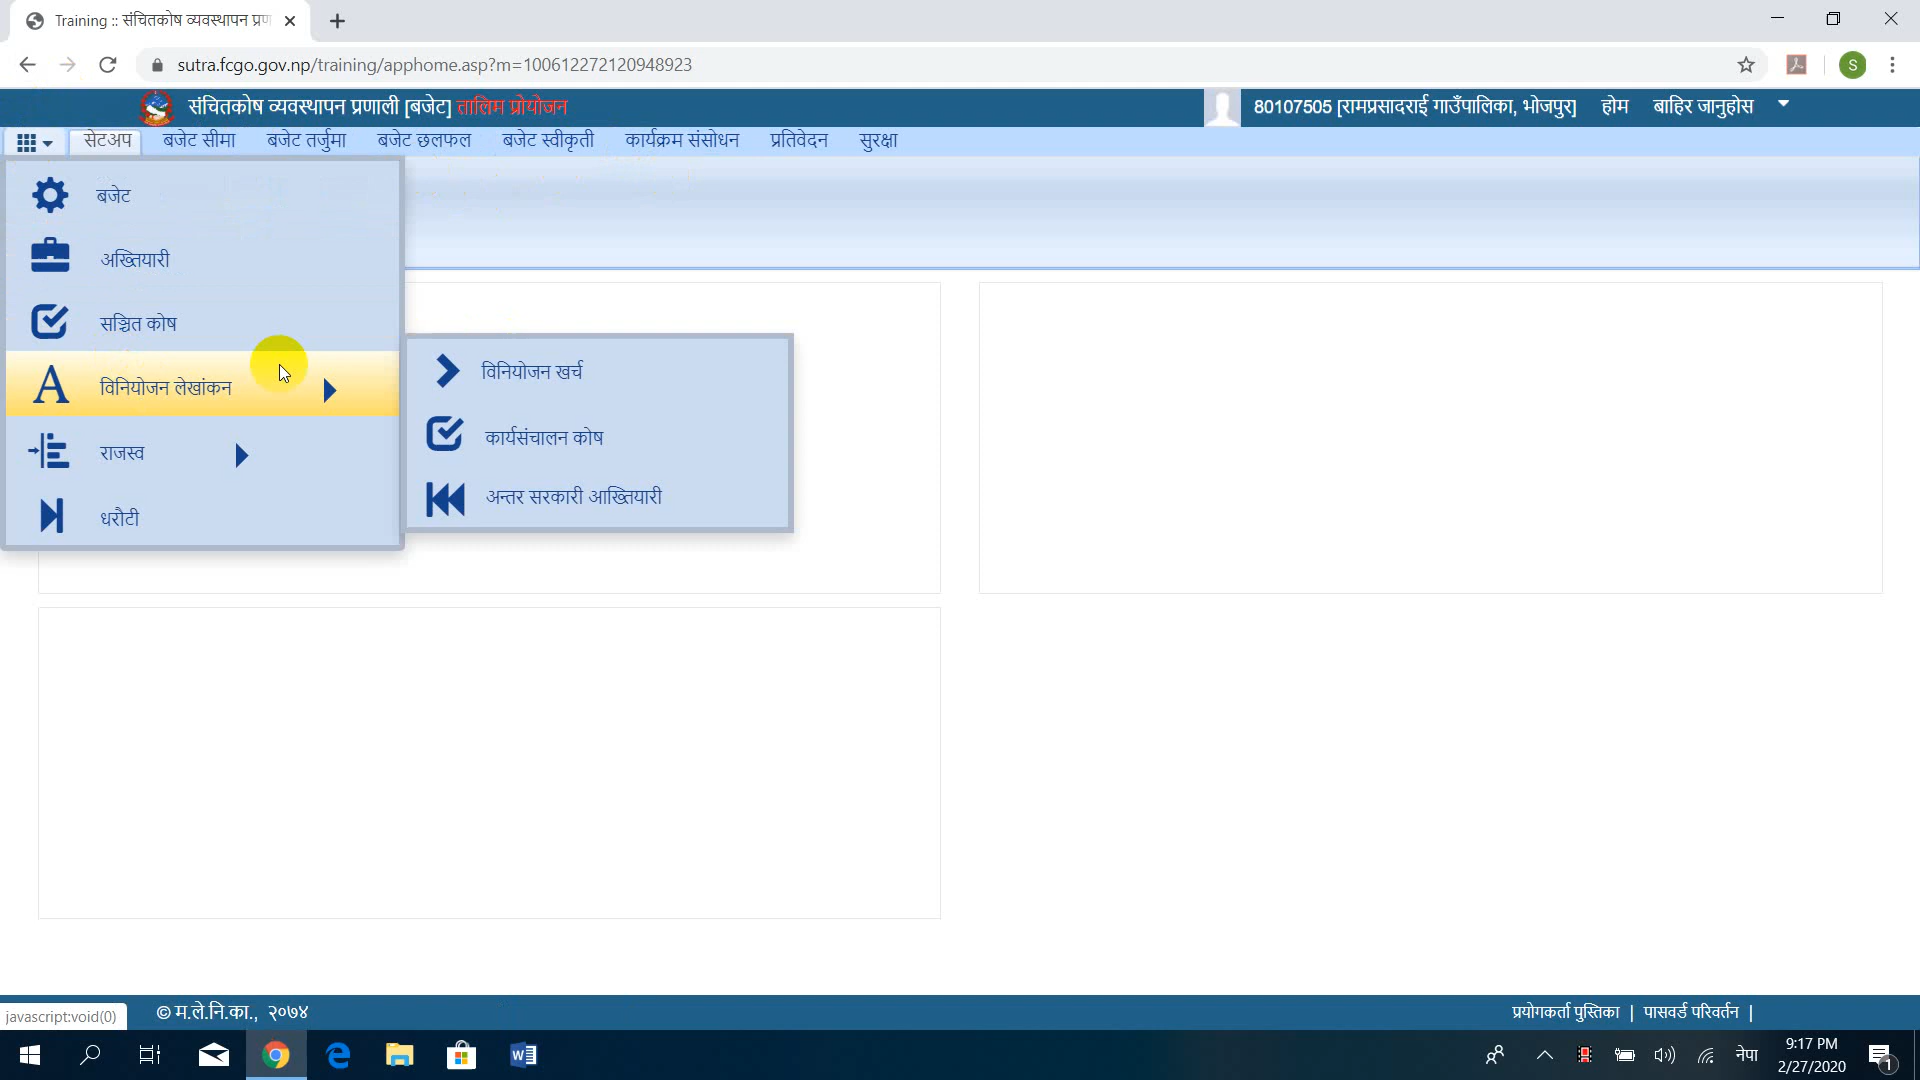 Training :: संचितकोष व्यवस्थापन प्रण
sutra.fcgo.gov.np/training/apphome.asp?m=100612272120948923
S
संचितकोष व्यवस्थापन प्रणाली [बजेट] तालिम प्रोयोजन
80107505 [रामप्रसादराई गाउँपालिका, भोजपुर] होम बाहिर जानुहोस
सेटअप बजेट सीमा बजेट तर्जुमा बजेट छलफल बजेट स्वीकृती कार्यक्रम संसोधन प्रतिवेदन सुरक्षा
बजेट
अख्तियारी
सञ्चित कोष
विनियोजन लेखांकन
राजस्व
धरौटी
विनियोजन खर्च
कार्यसंचालन कोष
अन्तर सरकारी आख्तियारी
javascript:void(0)
© म.ले.नि.का., २०७४
प्रयोगकर्ता पुस्तिका | पासवर्ड परिवर्तन |
नेपा
9:17 PM
2/27/2020
1